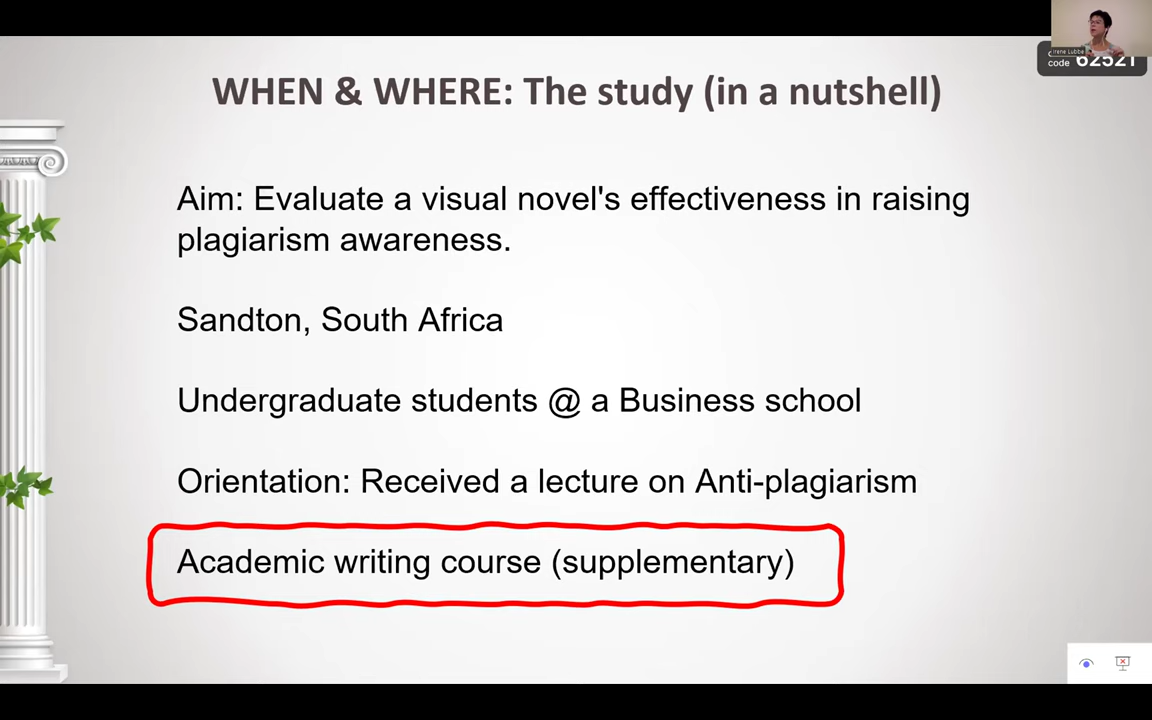 Irene Lubbe
code 62521
WHEN & WHERE: The study (in a nutshell)
Aim: Evaluate a visual novel's effectiveness in raising
plagiarism awareness.
Sandton, South Africa
Undergraduate students @ a Business school
Orientation: Received a lecture on Anti-plagiarism
Academic writing course (supplementary)